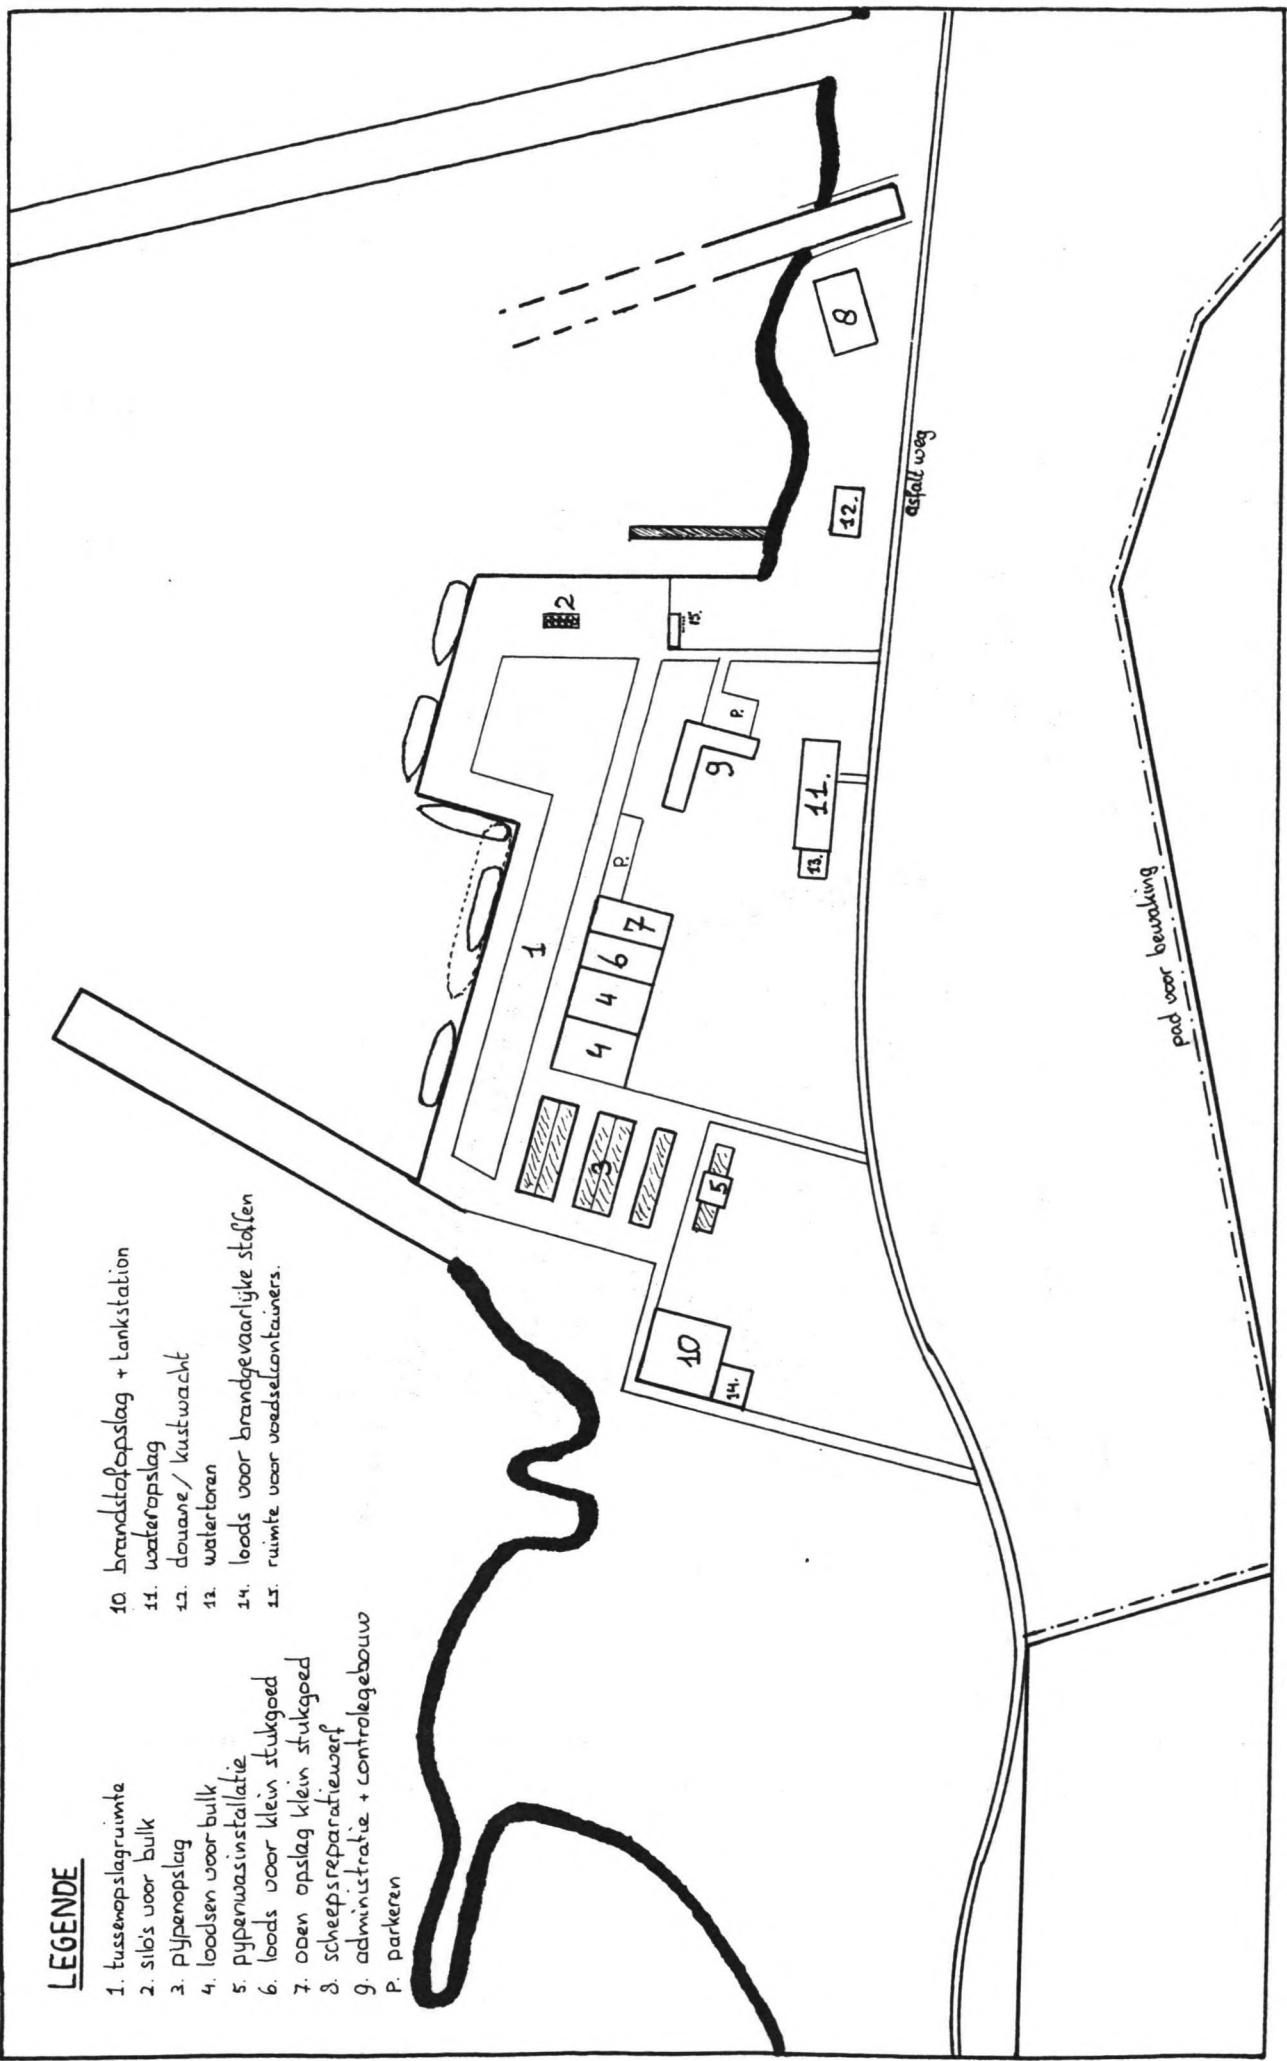 LEGENDE
1. tussenopslagruimte
2. silo's voor bulk
3. pijpenopslag
4. loodsen voor bulk
5. pijpenwasinstallatie
6. loods voor klein stukgoed
7. open opslag klein stukgoed
8. scheepsreparatiewerf
9. administratie + controlegebouw
P. parkeren
10. brandstofopslag + tankstation
11. wateropslag
12. douane/kustwacht
13. watertoren
14. loods voor brandgevaarlijke stoffen
15. ruimte voor voedselcontainers.
10
14.
5
3
4
4
6
7
1
P.
13.
11.
9
P.
2
15.
12.
8
asfalt weg
pad voor bewaking